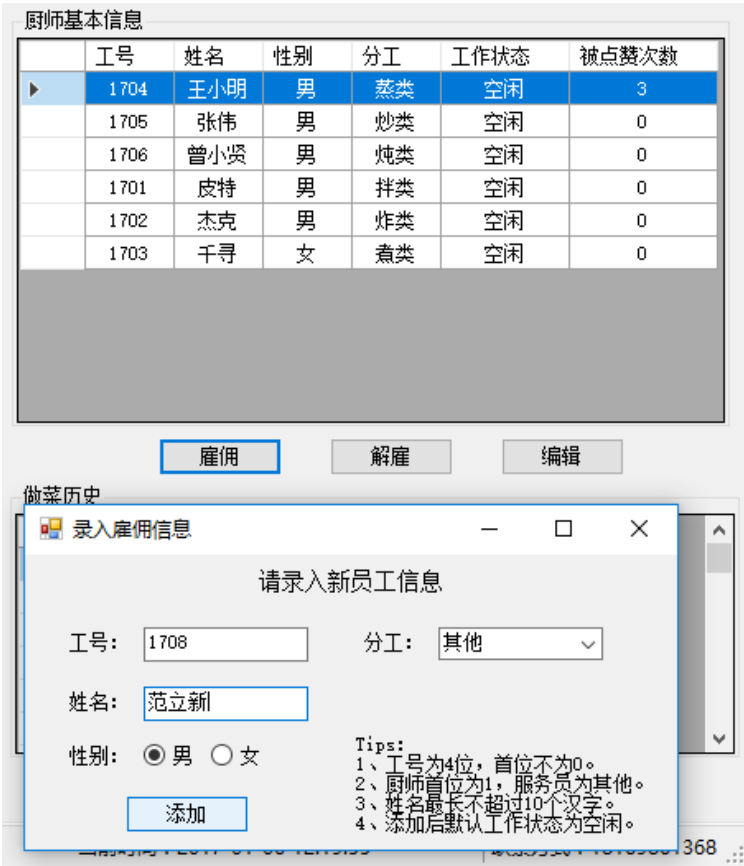 厨师基本信息
工号 姓名 性别 分工 工作状态 被点赞次数
1704 王小明 男 蒸类 空闲 3
1705 张伟 男 炒类 空闲 0
1706 曾小贤 男 炖类 空闲 0
1701 皮特 男 拌类 空闲 0
1702 杰克 男 炸类 空闲 0
1703 千寻 女 煮类 空闲 0
雇佣 解雇 编辑
做菜历史
录入雇佣信息
请录入新员工信息
工号： 1708 分工： 其他
姓名： 范立新
性别： 男 女
Tips：
1、工号为4位，首位不为0。
2、厨师首位为1，服务员为其他。
3、姓名最长不超过10个汉字。
4、添加后默认工作状态为空闲。
添加
368